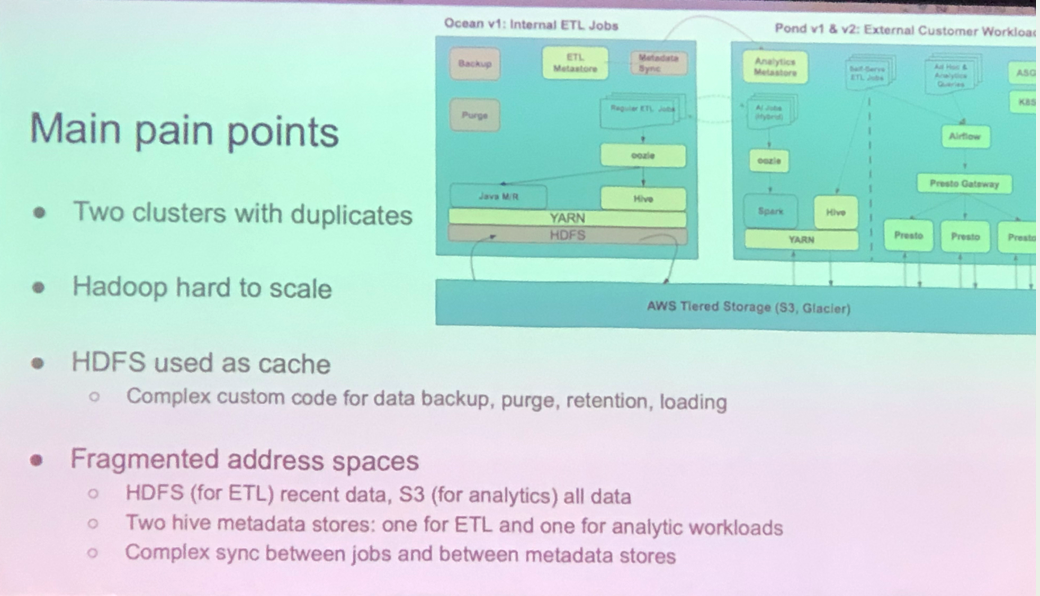 Ocean v1: Internal ETL Jobs
Pond v1 & v2: External Customer Workloa
Backup
ETL
Metastore
Metadata
Sync
Purge
Regular ETL Jobs
oozie
Java M/R
Hive
YARN
HDFS
Analytics
Metastore
Self-Serve
ETL Jobs
Ad Hoc &
Analytics
Queries
ASG
K8S
AI Jobs
(Hybrid)
Airflow
oozie
Presto Gateway
Spark
Hive
YARN
Presto
Presto
Presto
AWS Tiered Storage (S3, Glacier)
Main pain points
● Two clusters with duplicates
● Hadoop hard to scale
● HDFS used as cache
○ Complex custom code for data backup, purge, retention, loading
● Fragmented address spaces
○ HDFS (for ETL) recent data, S3 (for analytics) all data
○ Two hive metadata stores: one for ETL and one for analytic workloads
○ Complex sync between jobs and between metadata stores